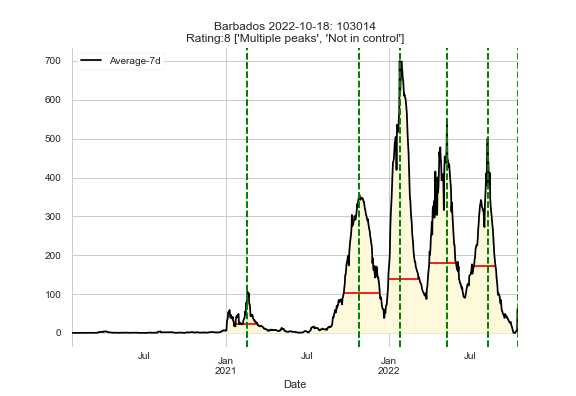 Barbados 2022-10-18: 103014
Rating:8 ['Multiple peaks', 'Not in control']
Average-7d
700
600
500
400
300
200
100
0
Jul
Jan
2021
Jul
Jan
2022
Jul
Date